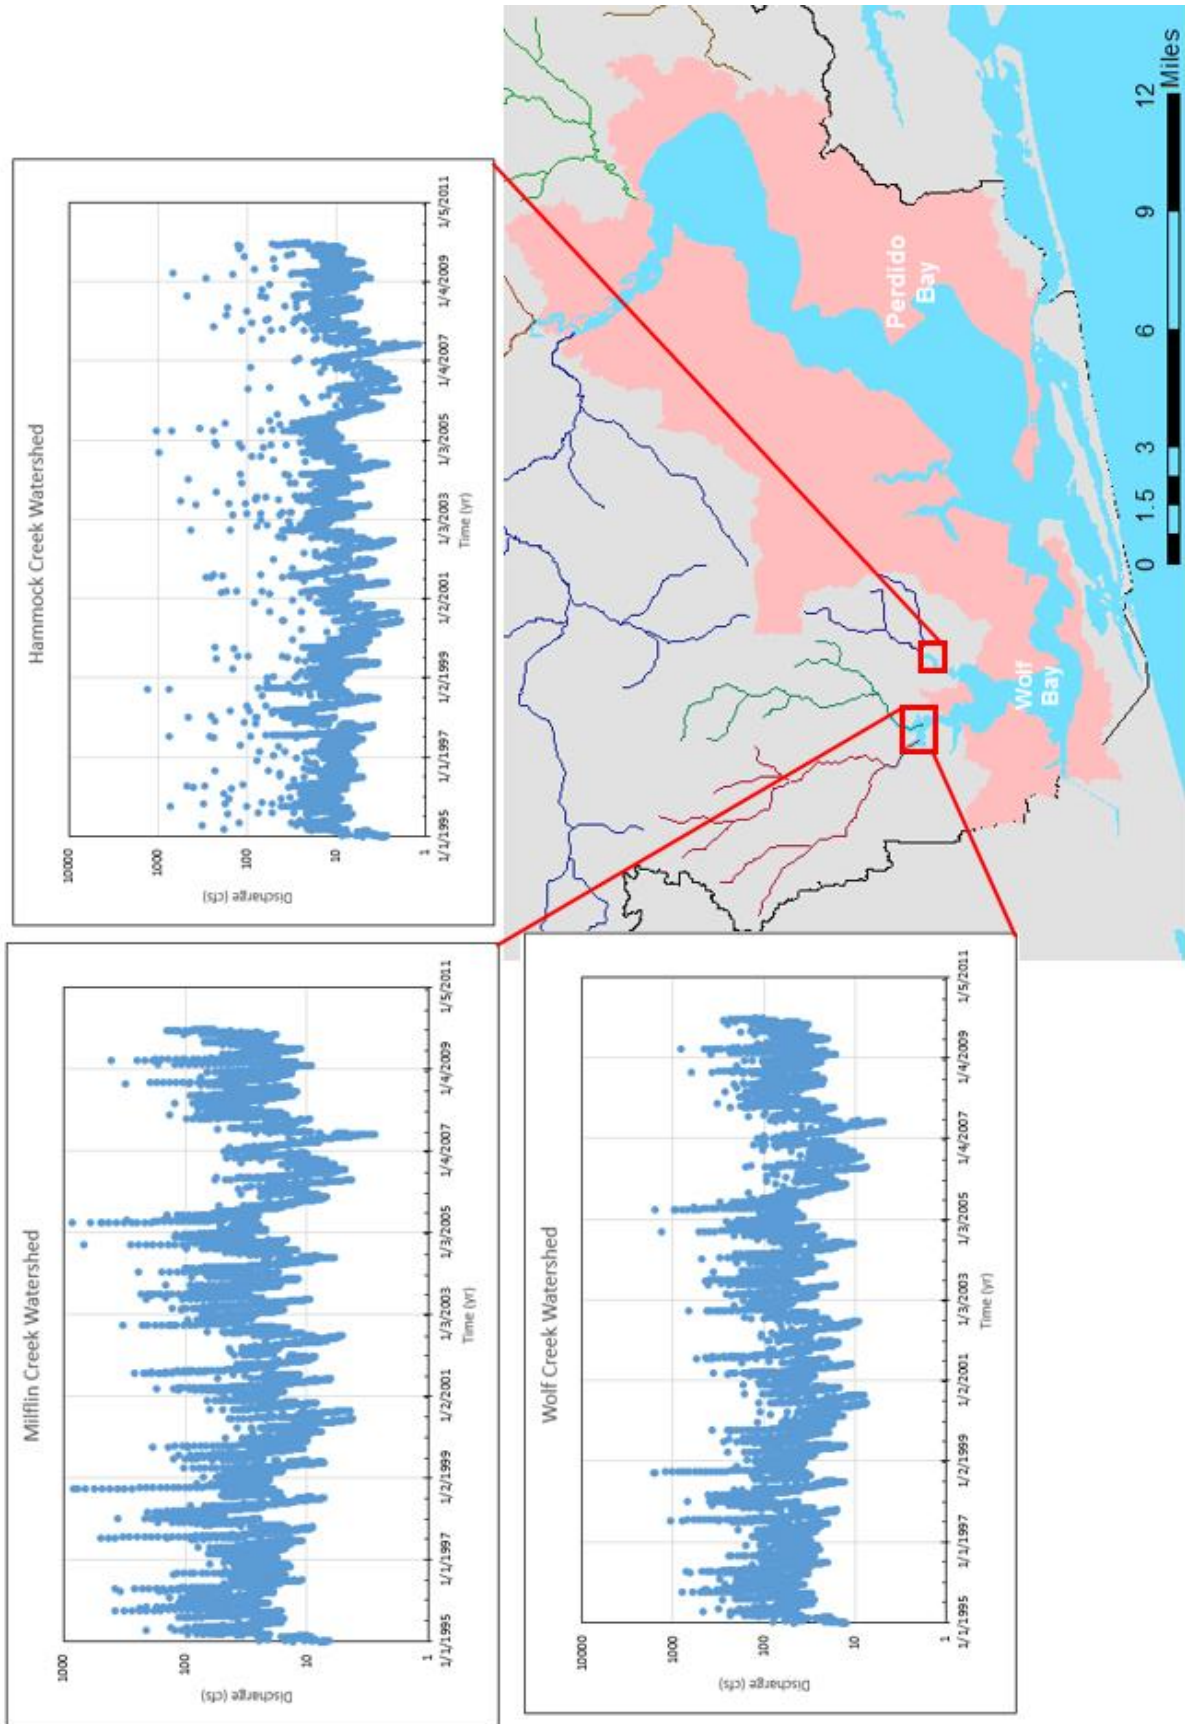 Milflin Creek Watershed
Discharge (cfs)
1000
100
10
1
1/1/1995
1/1/1997
1/2/1999
1/2/2001
1/3/2003
1/3/2005
1/4/2007
1/4/2009
1/5/2011
Time (yr)
Hammock Creek Watershed
Discharge (cfs)
10000
1000
100
10
1
1/1/1995
1/1/1997
1/2/1999
1/2/2001
1/3/2003
1/3/2005
1/4/2007
1/4/2009
1/5/2011
Time (yr)
Wolf Creek Watershed
Discharge (cfs)
10000
1000
100
10
1
1/1/1995
1/1/1997
1/2/1999
1/2/2001
1/3/2003
1/3/2005
1/4/2007
1/4/2009
1/5/2011
Time (yr)
Perdido
Bay
Wolf
Bay
0 1.5 3 6 9 12
Miles